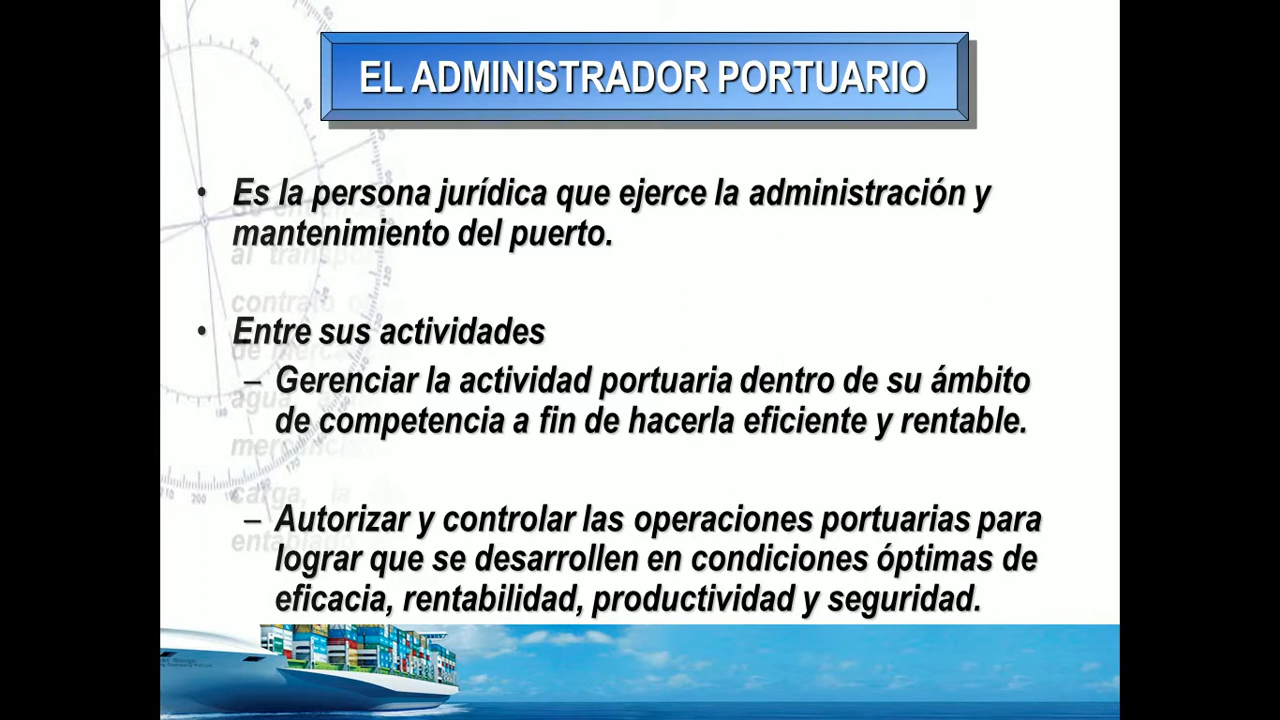 EL ADMINISTRADOR PORTUARIO
• Es la persona jurídica que ejerce la administración y
mantenimiento del puerto.
• Entre sus actividades
– Gerenciar la actividad portuaria dentro de su ámbito
de competencia a fin de hacerla eficiente y rentable.
– Autorizar y controlar las operaciones portuarias para
lograr que se desarrollen en condiciones óptimas de
eficacia, rentabilidad, productividad y seguridad.